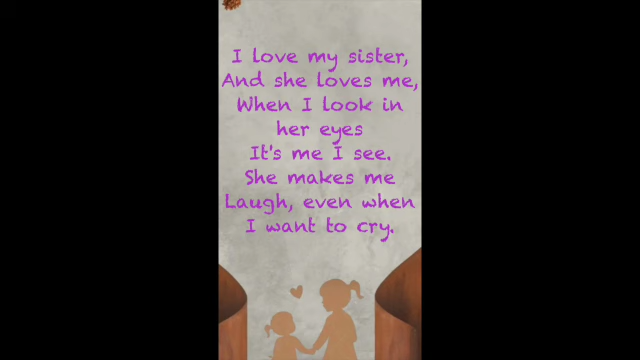 I love my sister,
And she loves me,
When I look in
her eyes
It's me I see.
She makes me
Laugh, even when
I want to cry.